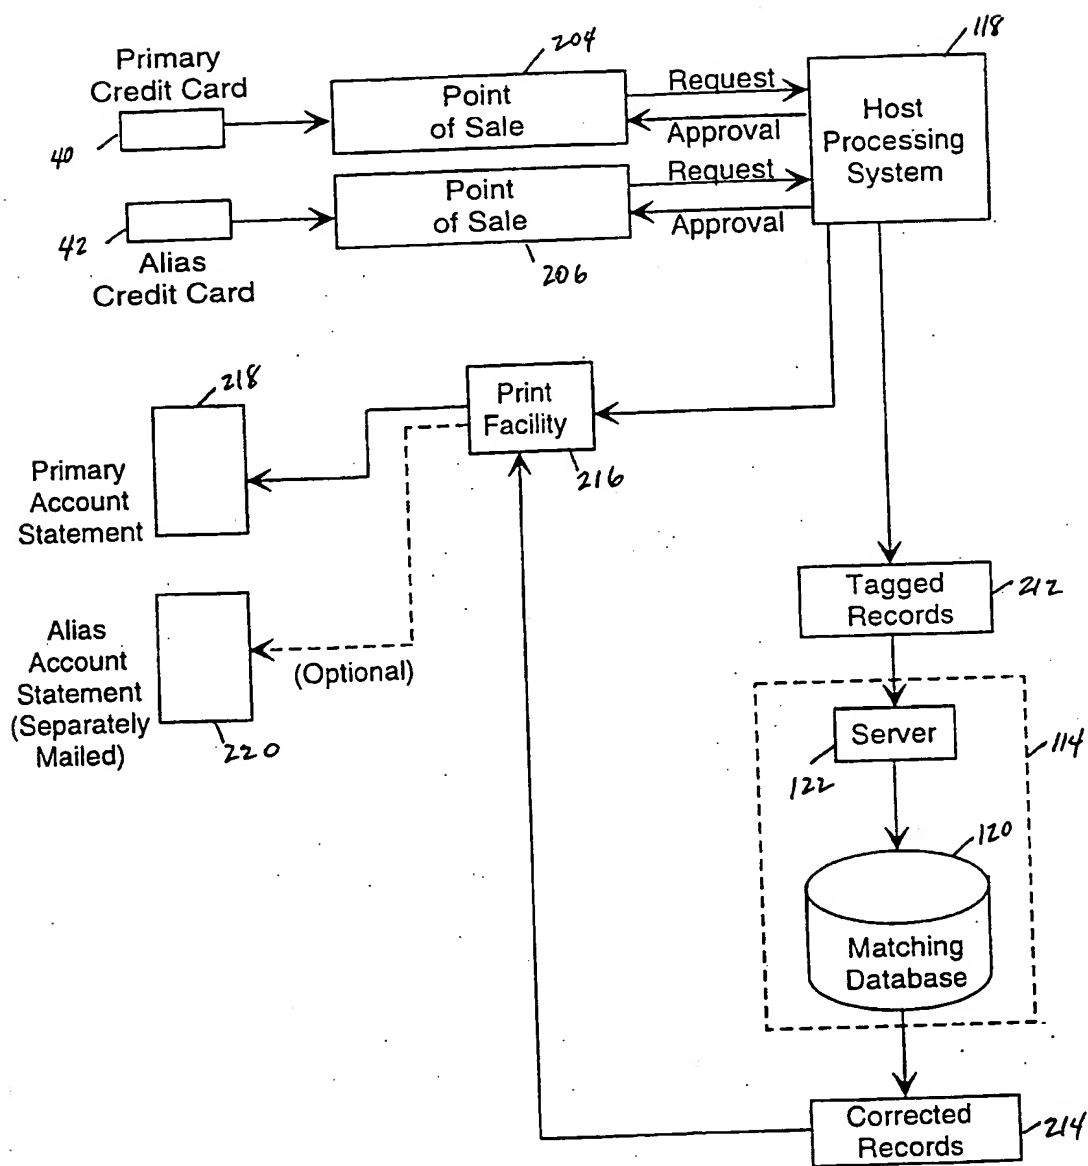 Primary
Credit Card
40
204
Point
of Sale
Request
Approval
118
Host
Processing
System
42
Alias
Credit Card
Point
of Sale
206
Request
Approval
218
Primary
Account
Statement
Print
Facility
216
Alias
Account
Statement
(Separately
Mailed)
220
(Optional)
Tagged
Records
212
Server
122
114
120
Matching
Database
Corrected
Records
214